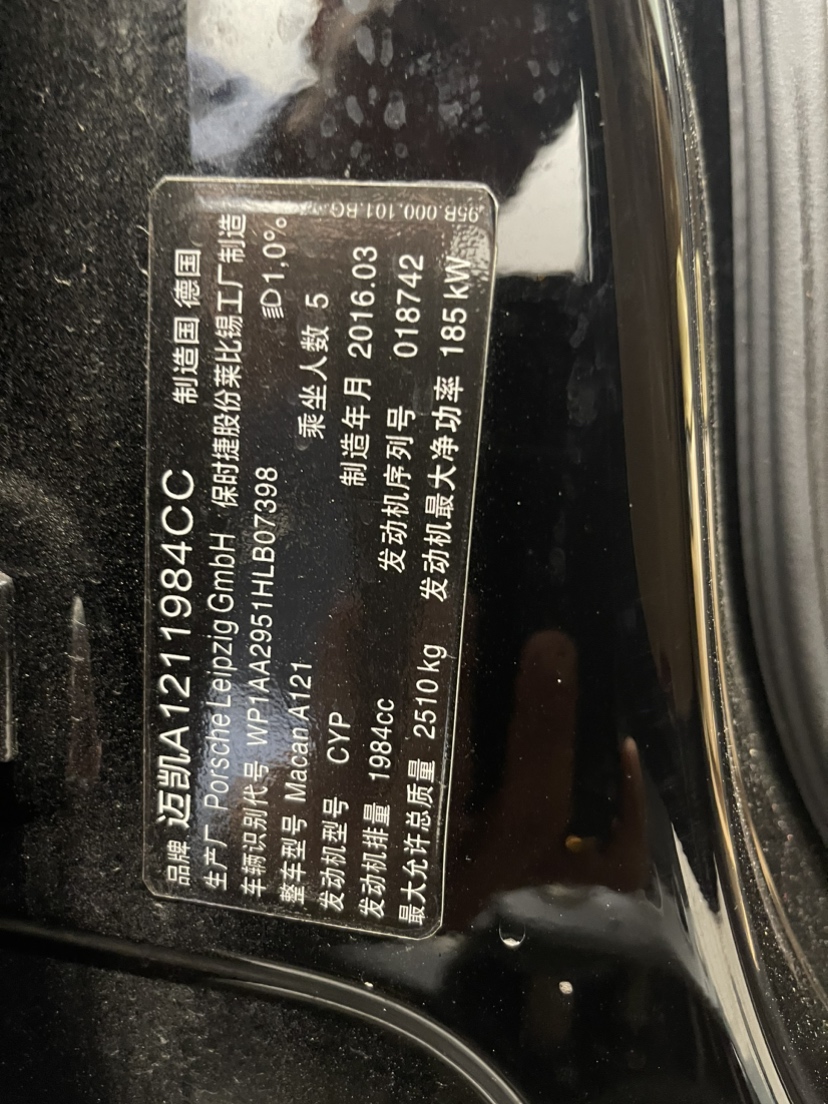 品牌 迈凯A1211984CC 制造国 德国
生产厂 Porsche Leipzig GmbH 保时捷股份莱比锡工厂制造
车辆识别代号 WP1AA2951HLB07398 1,0%
整车型号 Macan A121 乘坐人数 5
发动机型号 CYP 制造年月 2016.03
发动机排量 1984cc 发动机序列号 018742
最大允许总质量 2510 kg 发动机最大净功率 185 kW
95B.000.101.BG